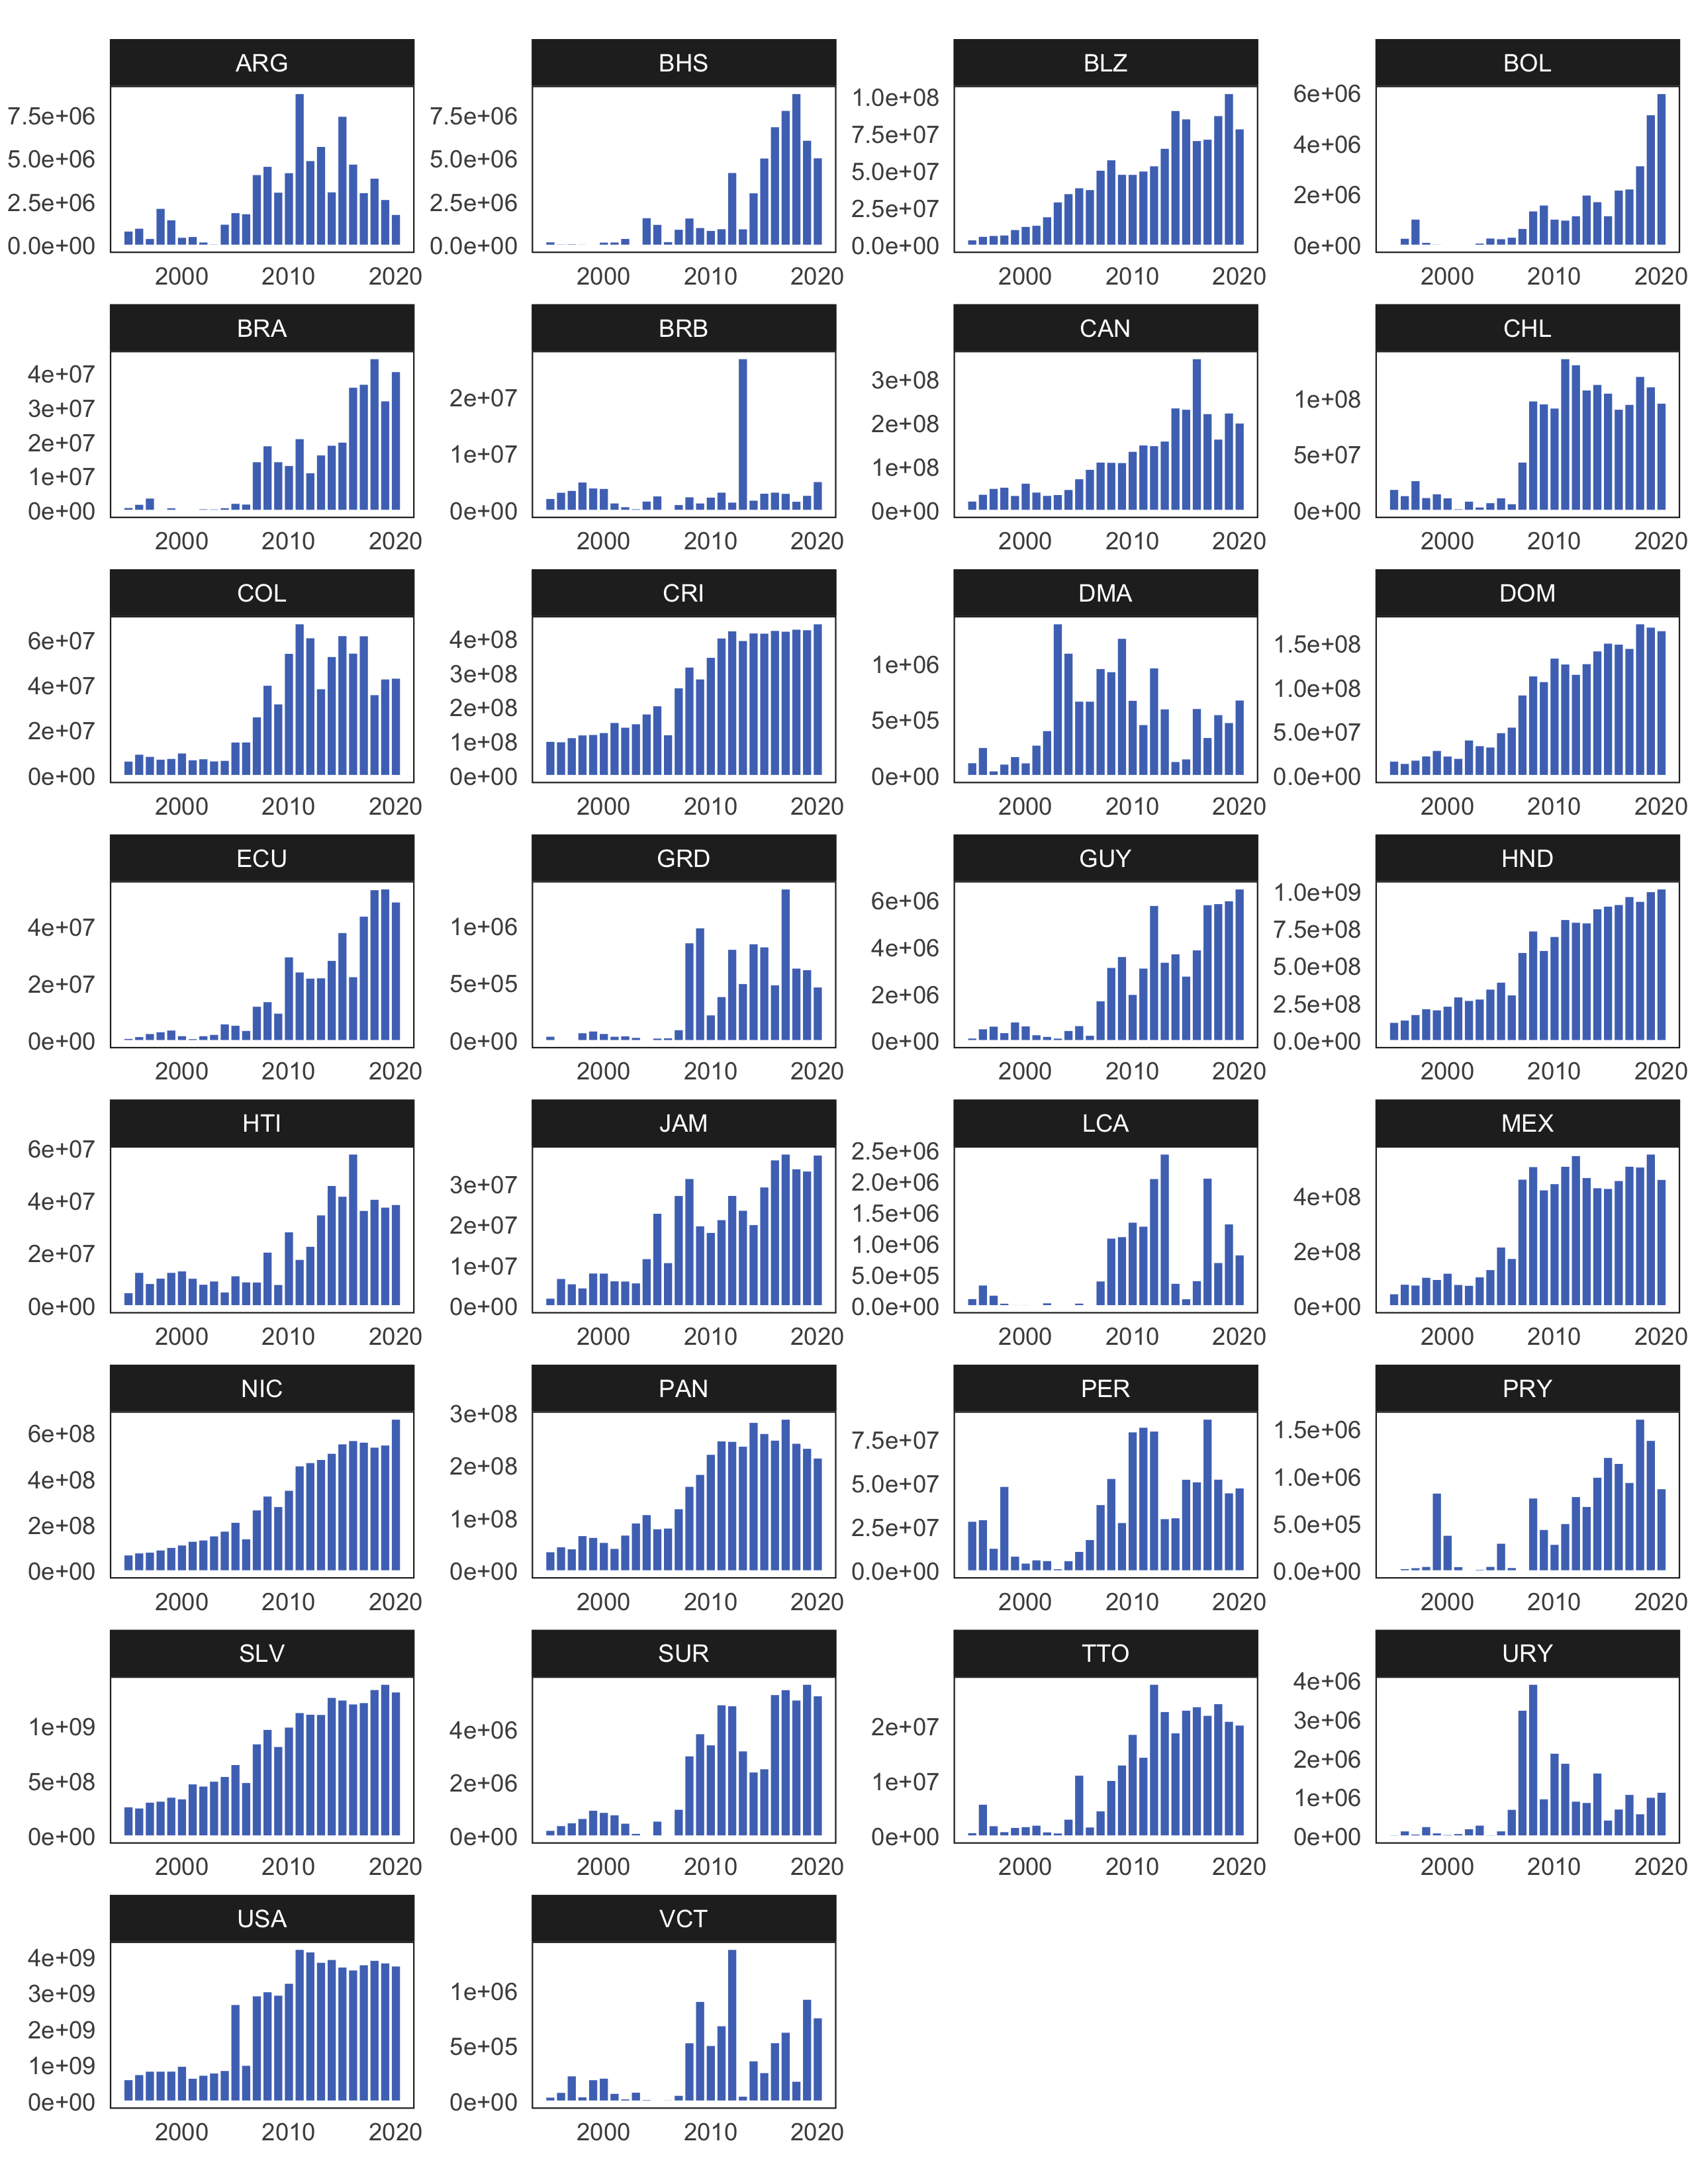 ARG BHS BLZ BOL
7.5e+06 7.5e+06 1.0e+08 6e+06
5.0e+06 5.0e+06 7.5e+07 4e+06
2.5e+06 2.5e+06 5.0e+07 2e+06
0.0e+00 0.0e+00 2.5e+07 0e+00
0.0e+00
2000 2010 2020 2000 2010 2020 2000 2010 2020 2000 2010 2020
BRA BRB CAN CHL
4e+07 2e+07 3e+08 1e+08
3e+07 1e+07 2e+08 5e+07
2e+07 0e+00 1e+08 0e+00
1e+07 0e+00
0e+00
2000 2010 2020 2000 2010 2020 2000 2010 2020 2000 2010 2020
COL CRI DMA DOM
6e+07 4e+08 1e+06 1.5e+08
4e+07 3e+08 5e+05 1.0e+08
2e+07 2e+08 0e+00 5.0e+07
0e+00 1e+08 0.0e+00
0e+00
2000 2010 2020 2000 2010 2020 2000 2010 2020 2000 2010 2020
ECU GRD GUY HND
4e+07 1e+06 6e+06 1.0e+09
2e+07 5e+05 4e+06 7.5e+08
0e+00 0e+00 2e+06 5.0e+08
0e+00 2.5e+08
0.0e+00
2000 2010 2020 2000 2010 2020 2000 2010 2020 2000 2010 2020
HTI JAM LCA MEX
6e+07 3e+07 2.5e+06 4e+08
4e+07 2e+07 2.0e+06 2e+08
2e+07 1e+07 1.5e+06 0e+00
0e+00 0e+00 1.0e+06
5.0e+05
0.0e+00
2000 2010 2020 2000 2010 2020 2000 2010 2020 2000 2010 2020
NIC PAN PER PRY
6e+08 3e+08 7.5e+07 1.5e+06
4e+08 2e+08 5.0e+07 1.0e+06
2e+08 1e+08 2.5e+07 5.0e+05
0e+00 0e+00 0.0e+00 0.0e+00
2000 2010 2020 2000 2010 2020 2000 2010 2020 2000 2010 2020
SLV SUR TTO URY
1e+09 4e+06 2e+07 4e+06
5e+08 2e+06 1e+07 3e+06
0e+00 0e+00 0e+00 2e+06
1e+06
0e+00
2000 2010 2020 2000 2010 2020 2000 2010 2020 2000 2010 2020
USA VCT
4e+09 1e+06
3e+09 5e+05
2e+09 0e+00
1e+09
0e+00
2000 2010 2020 2000 2010 2020